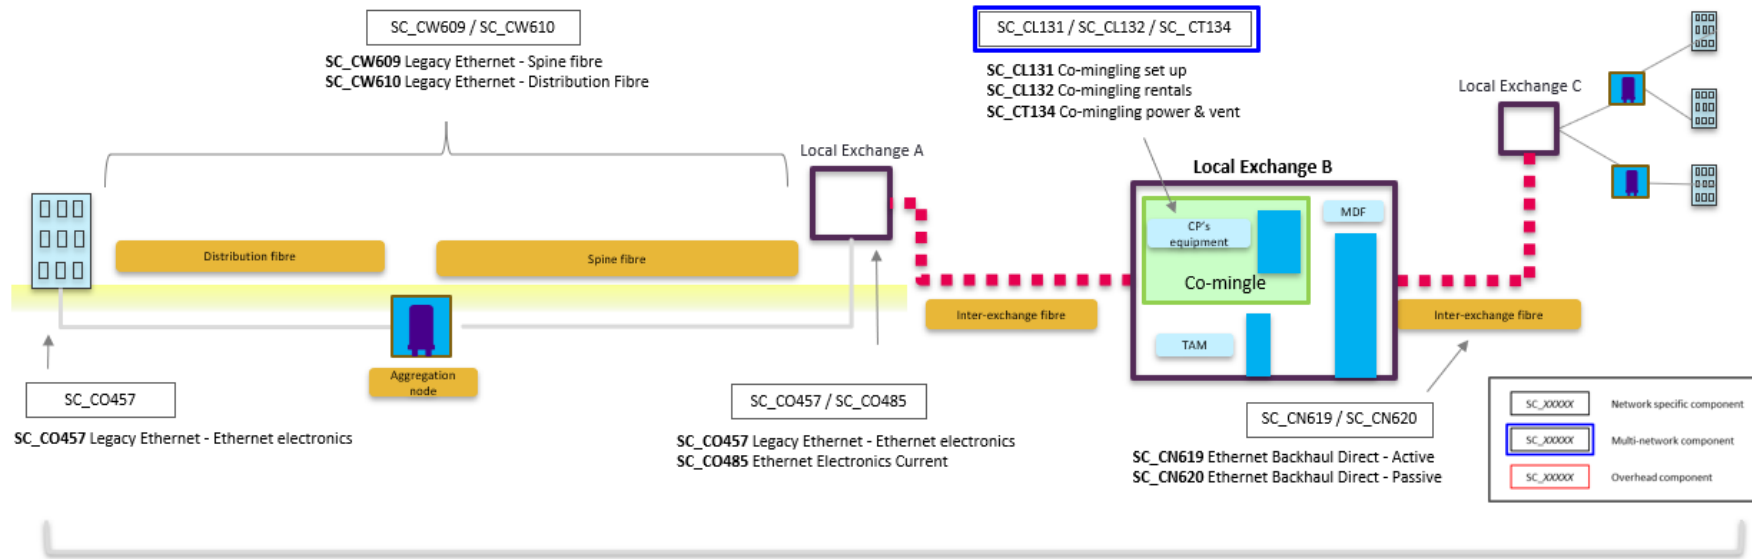 SC_CW609 / SC_CW610
SC_CW609 Legacy Ethernet - Spine fibre
SC_CW610 Legacy Ethernet - Distribution Fibre
SC_CL131 / SC_CL132 / SC_ CT134
SC_CL131 Co-mingling set up
SC_CL132 Co-mingling rentals
SC_CT134 Co-mingling power & vent
Local Exchange C
Local Exchange A
Local Exchange B
CP's
equipment
MDF
Co-mingle
TAM
Distribution fibre
Spine fibre
Inter-exchange fibre
Inter-exchange fibre
Aggregation
node
SC_CO457
SC_CO457 Legacy Ethernet - Ethernet electronics
SC_CO457 / SC_CO485
SC_CO457 Legacy Ethernet - Ethernet electronics
SC_CO485 Ethernet Electronics Current
SC_CN619 / SC_CN620
SC_CN619 Ethernet Backhaul Direct - Active
SC_CN620 Ethernet Backhaul Direct - Passive
SC_XXXXX Network specific component
SC_XXXXX Multi-network component
SC_XXXXX Overhead component